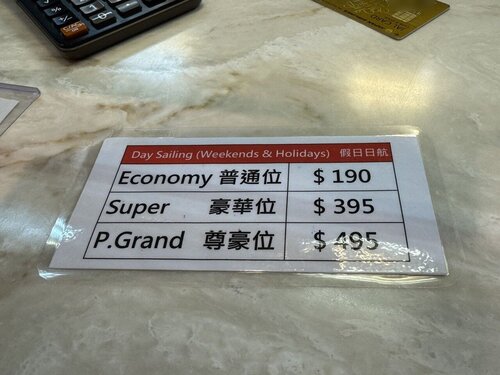 Day Sailing (Weekends & Holidays) 假日日航
Economy 普通位 $ 190
Super 豪華位 $ 395
P.Grand 尊豪位 $ 495